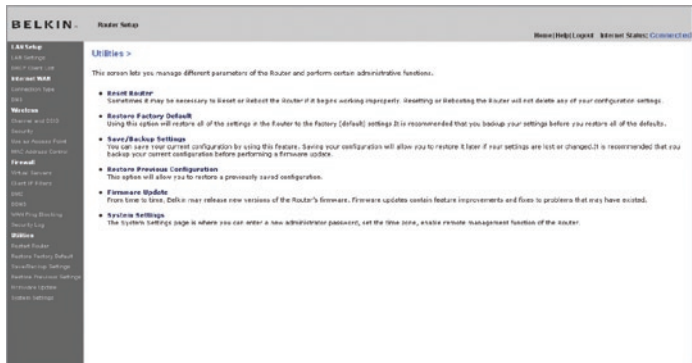 BELKIN
Router Setup
Home|Help|Logout Internet Status: Connected
LAN Setup
LAN Settings
DHCP Client List
Internet WAN
Connection Type
DNS
Wireless
Channel and SSID
Security
Use as Access Point
MAC Address Control
Firewall
Virtual Servers
Client IP Filters
DMZ
DDNS
WAN Ping Blocking
Security Log
Utilities
Restart Router
Restore Factory Default
Save/Backup Settings
Restore Previous Settings
Firmware Update
System Settings
Utilities >
This screen lets you manage different parameters of the Router and perform certain administrative functions.
• Reset Router
Sometimes it may be necessary to Reset or Reboot the Router if it begins working improperly. Resetting or Rebooting the Router will not delete any of your configuration settings.
• Restore Factory Default
Using this option will restore all of the settings in the Router to the factory (default) settings.It is recommended that you backup your settings before you restore all of the defaults.
• Save/Backup Settings
You can save your current configuration by using this feature. Saving your configuration will allow you to restore it later if your settings are lost or changed.It is recommended that you
backup your current configuration before performing a firmware update.
• Restore Previous Configuration
This option will allow you to restore a previously saved configuration.
• Firmware Update
From time to time, Belkin may release new versions of the Router's firmware. Firmware updates contain feature improvements and fixes to problems that may have existed.
• System Settings
The System Settings page is where you can enter a new administrator password, set the time zone, enable remote management function of the Router.